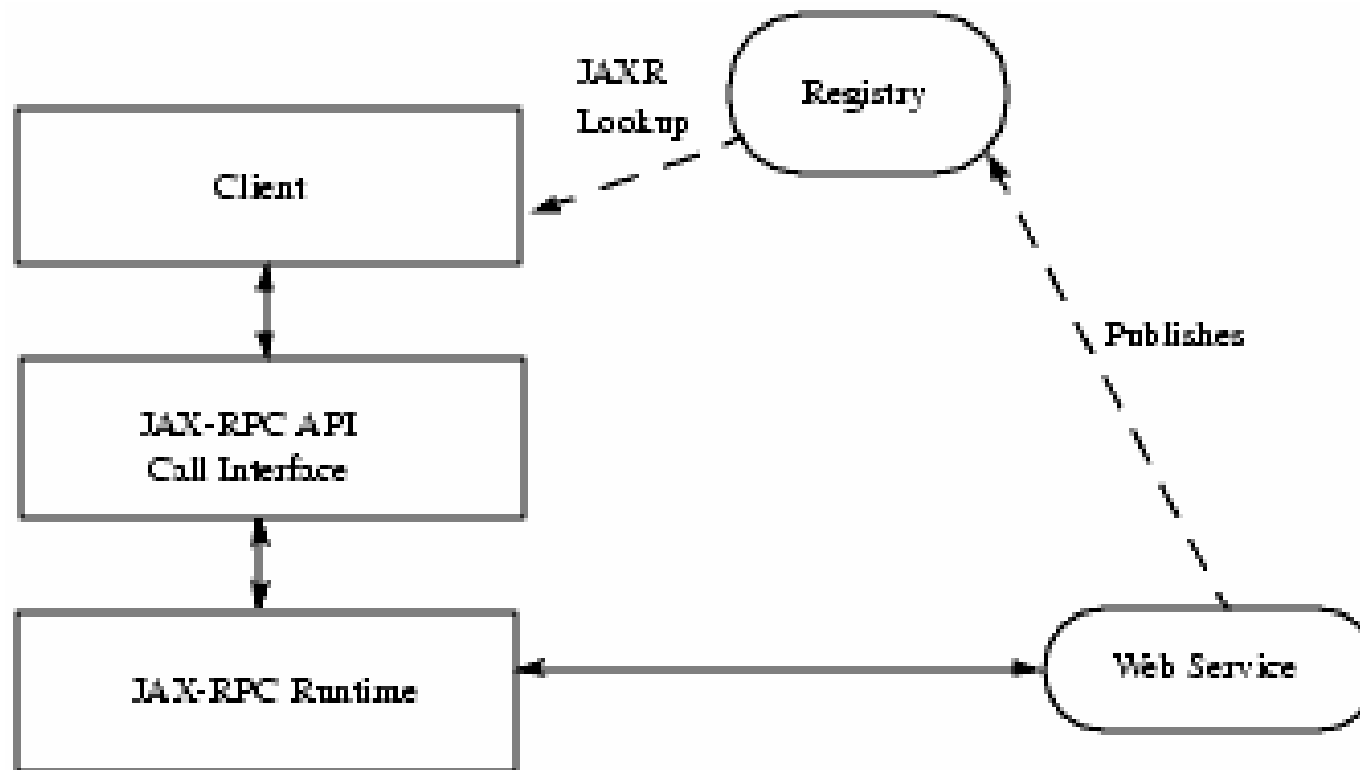 JAXR
Lookup
Registry
Client
Publishes
JAX-RPC API
Call Interface
JAX-RPC Runtime
Web Service